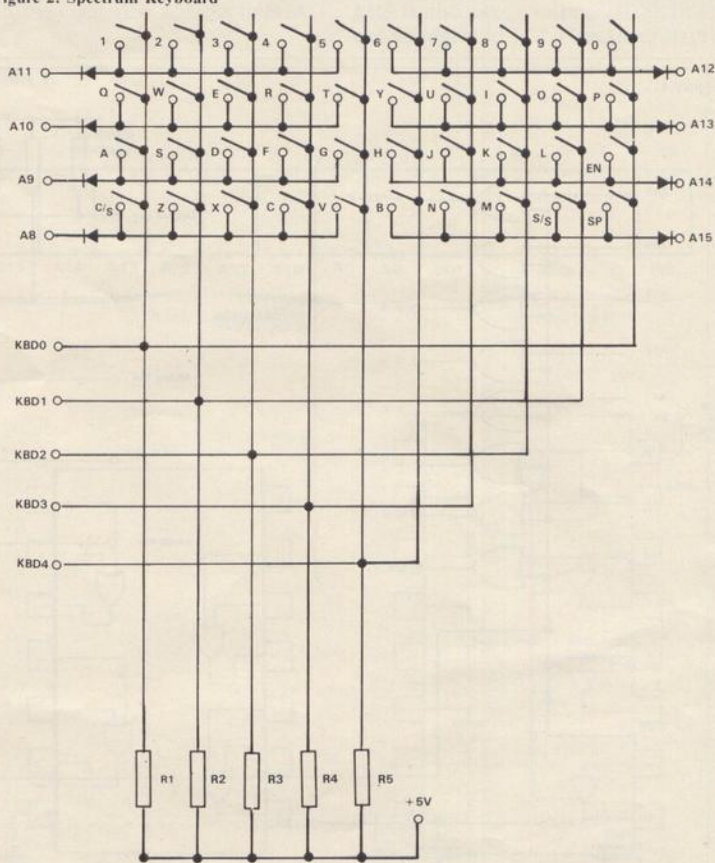 Figure 2: Spectrum Keyboard
1 2 3 4 5 6 7 8 9 0
A11 A12
Q W E R T Y U I O P
A10 A13
A S D F G H J K L EN
A9 A14
C/S Z X C V B N M S/S SP
A8 A15
KBD0
KBD1
KBD2
KBD3
KBD4
R1 R2 R3 R4 R5
+5V